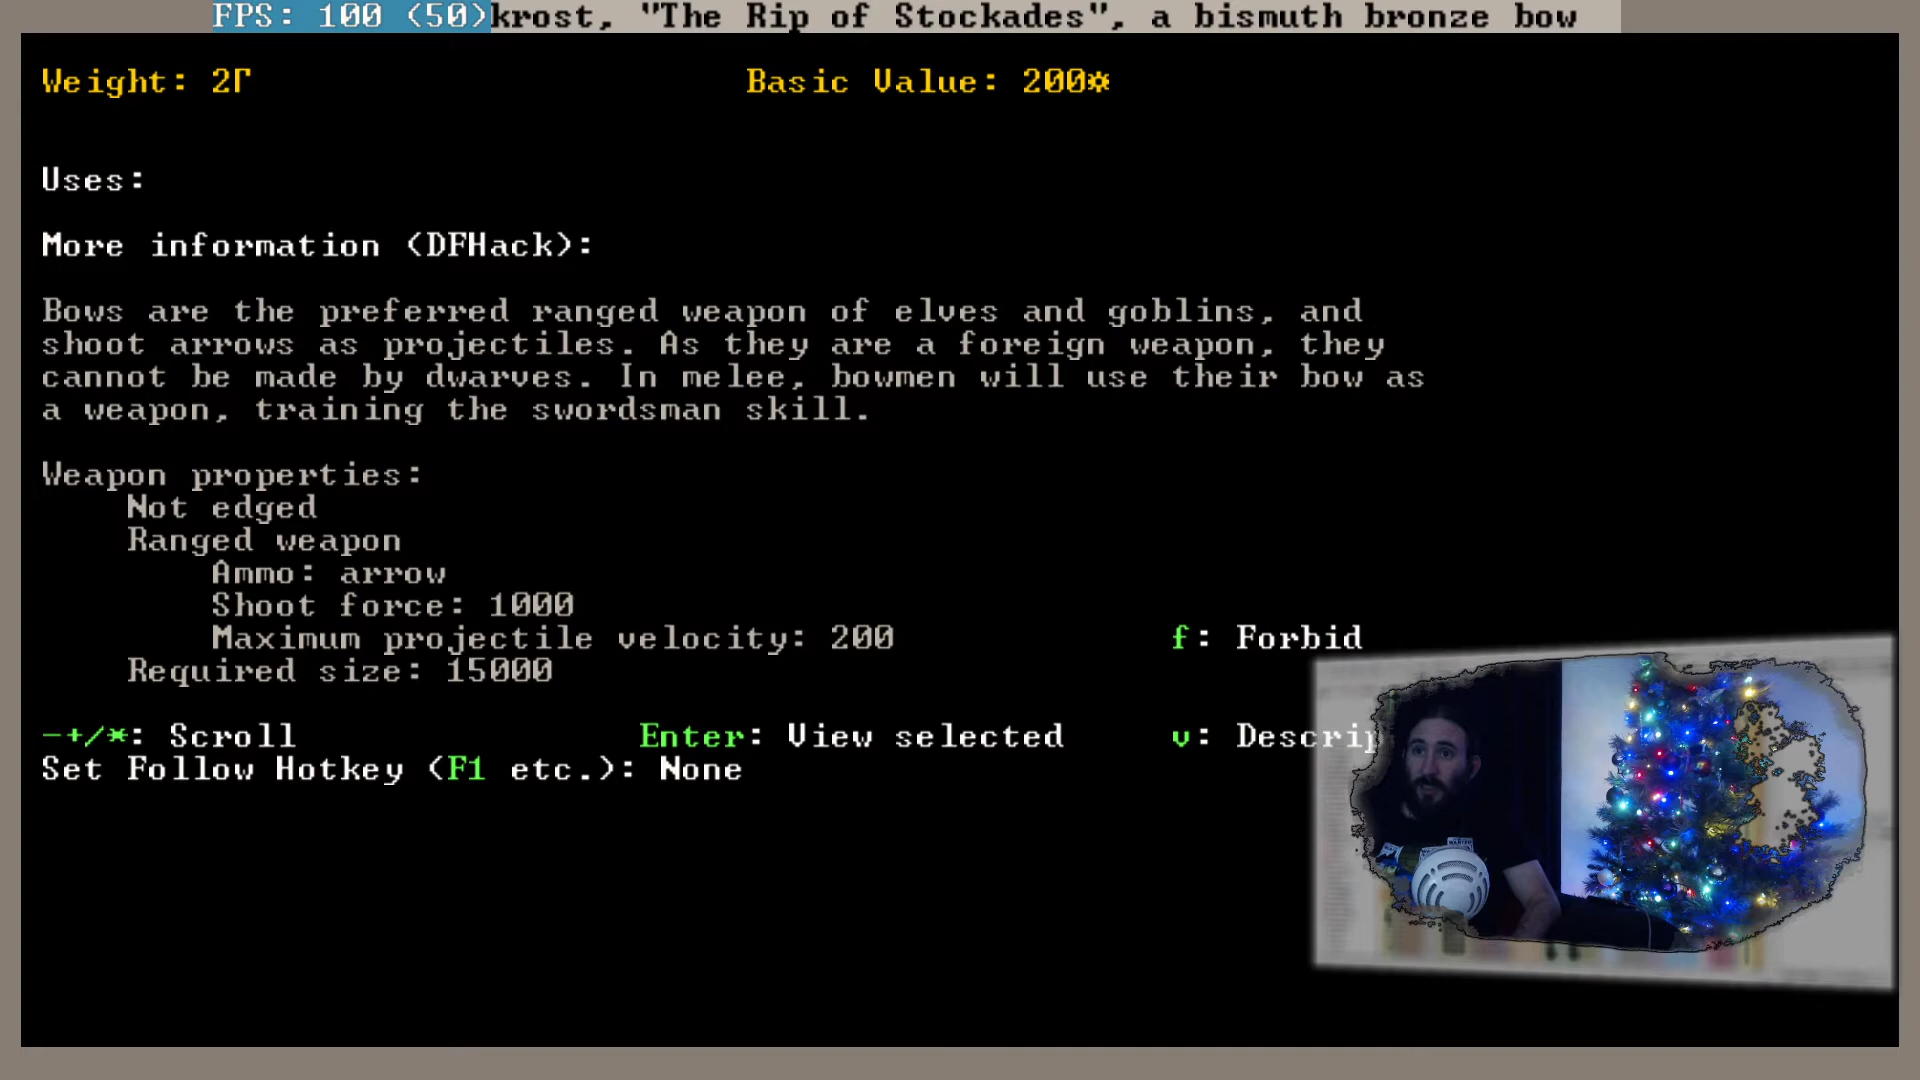 FPS: 100 (50)krost, "The Rip of Stockades", a bismuth bronze bow
Weight: 2Γ Basic Value: 200☼
Uses:
More information (DFHack):
Bows are the preferred ranged weapon of elves and goblins, and
shoot arrows as projectiles. As they are a foreign weapon, they
cannot be made by dwarves. In melee, bowmen will use their bow as
a weapon, training the swordsman skill.
Weapon properties:
Not edged
Ranged weapon
Ammo: arrow
Shoot force: 1000
Maximum projectile velocity: 200
f: Forbid
Required size: 15000
-+/*: Scroll Enter: View selected v: Descrip
Set Follow Hotkey (F1 etc.): None
WANTED